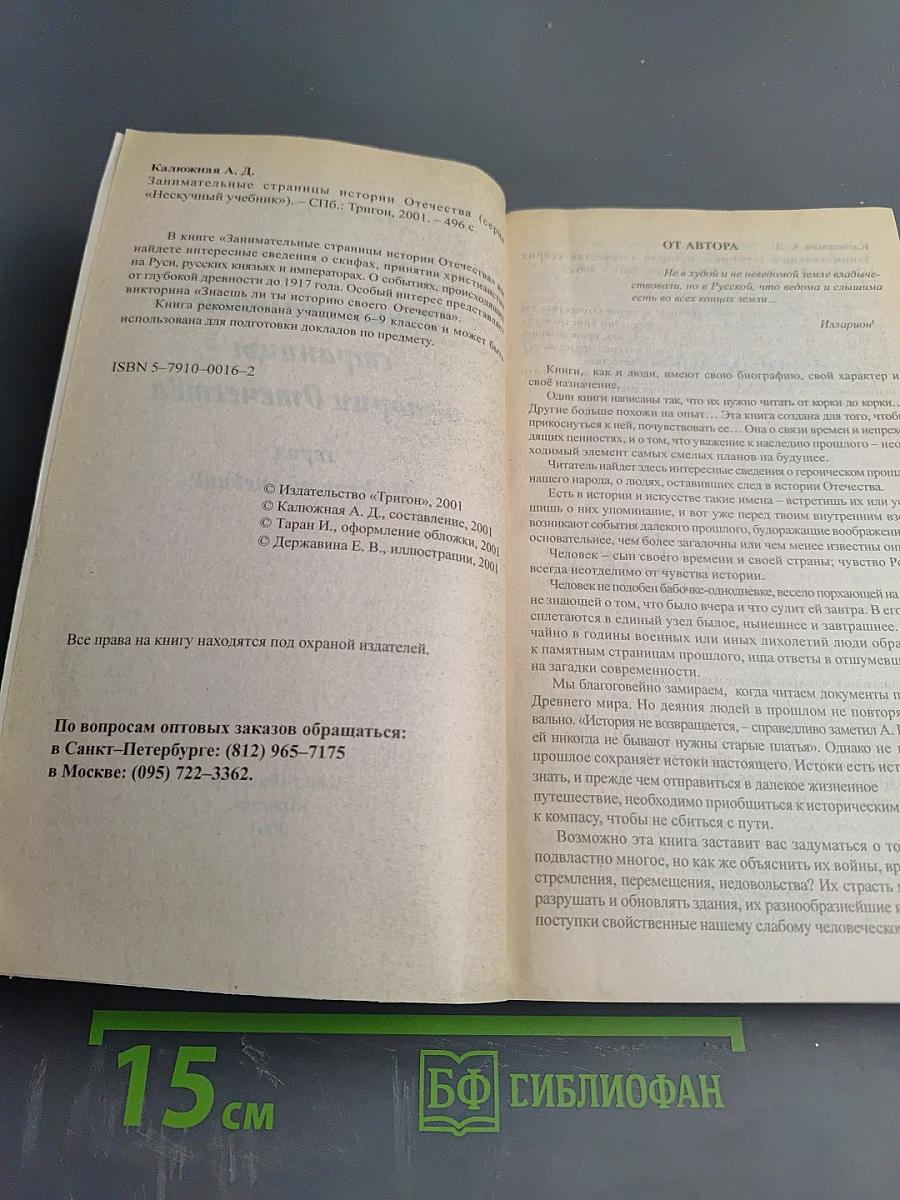 Калюжная А. Д.
Занимательные страницы истории Отечества (серия
«Нескучный учебник»). – СПб.: Тригон, 2001. – 496 с.
В книге «Занимательные страницы истории Отечества» вы
найдете интересные сведения о скифах, принятии христианства
на Руси, русских князьях и императорах. О событиях, происходивших
от глубокой древности до 1917 года. Особый интерес представляет
викторина «Знаешь ли ты историю своего Отечества».
Книга рекомендована учащимся 6–9 классов и может быть
использована для подготовки докладов по предмету.
ISBN 5–7910–0016–2
© Издательство «Тригон», 2001
© Калюжная А. Д., составление, 2001
© Таран И., оформление обложки, 2001
© Державина Е. В., иллюстрации, 2001
Все права на книгу находятся под охраной издателей.
По вопросам оптовых заказов обращаться:
в Санкт–Петербурге: (812) 965–7175
в Москве: (095) 722–3362.
ОТ АВТОРА
Не в худой и не неведомой земле владыче-
ствовали, но в Русской, что ведома и слышима
есть во всех концах земли…
Илларион¹
Книги, как и люди, имеют свою биографию, свой характер и
своё назначение.
Одни книги написаны так, что их нужно читать от корки до корки…
Другие больше похожи на опыт… Эта книга создана для того, чтобы
прикоснуться к ней, почувствовать ее… Она о связи времен и непрехо-
дящих ценностях, и о том, что уважение к наследию прошлого – необ
ходимый элемент самых смелых планов на будущее.
Читатель найдет здесь интересные сведения о героическом прош
нашего народа, о людях, оставивших след в истории Отечества.
Есть в истории и искусстве такие имена – встретишь их или ус
шишь о них упоминание, и вот уже перед твоим внутренним взо
возникают события далекого прошлого, будоражащие воображени
основательнее, чем более загадочны или чем менее известны они
Человек – сын своего времени и своей страны; чувство Ро
всегда неотделимо от чувства истории.
Человек не подобен бабочке-однодневке, весело порхающей на
не знающей о том, что было вчера и что судит ей завтра. В его
сплетаются в единый узел былое, нынешнее и завтрашнее.
чайно в годины военных или иных лихолетий люди обра
к памятным страницам прошлого, ища ответы в отшумевш
на загадки современности.
Мы благоговейно замираем, когда читаем документы п
Древнего мира. Но деяния людей в прошлом не повторя
вально. «История не возвращается, – справедливо заметил А.
ей никогда не бывают нужны старые платья». Однако не
прошлое сохраняет истоки настоящего. Истоки есть ист
знать, и прежде чем отправиться в далекое жизненное
путешествие, необходимо приобщиться к историческим
к компасу, чтобы не сбиться с пути.
Возможно эта книга заставит вас задуматься о то
подвластно многое, но как же объяснить их войны, вр
стремления, перемещения, недовольства? Их страсть
разрушать и обновлять здания, их разнообразнейшие
поступки свойственные нашему слабому человеческо
15 см
БФ СИБЛИОФАН